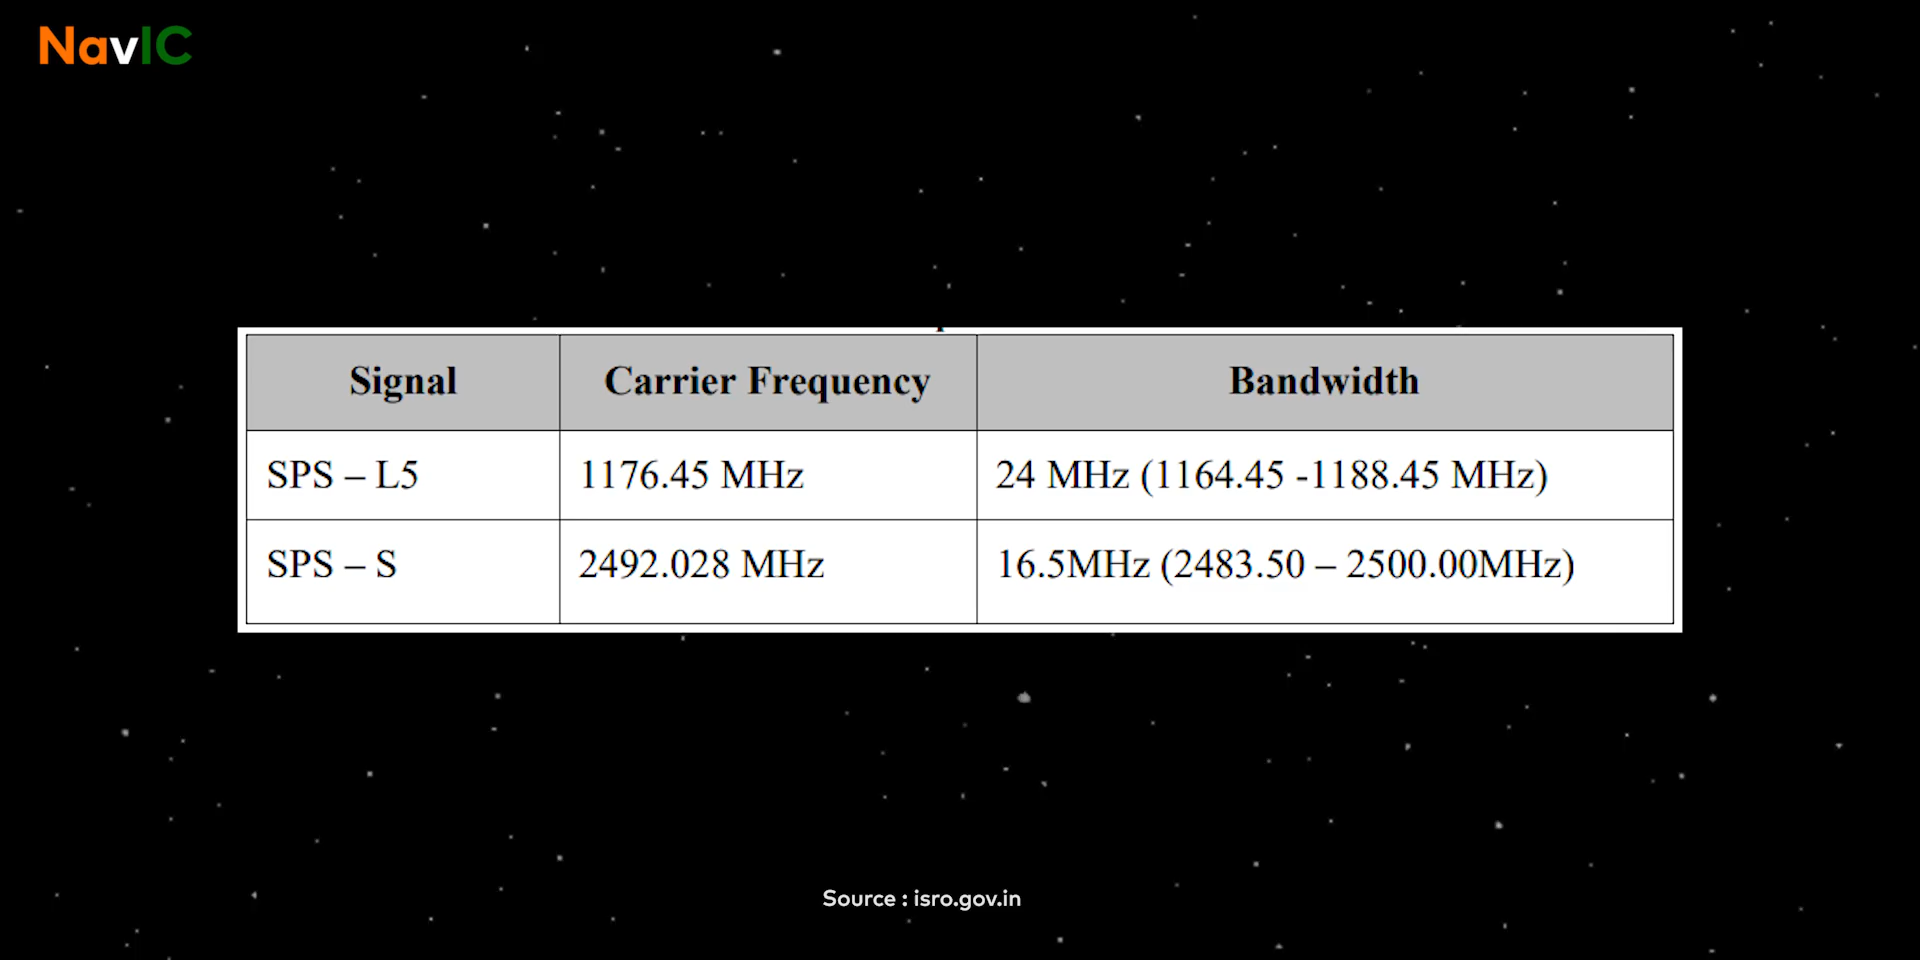 NavIC
Signal Carrier Frequency Bandwidth
SPS – L5 1176.45 MHz 24 MHz (1164.45 -1188.45 MHz)
SPS – S 2492.028 MHz 16.5MHz (2483.50 – 2500.00MHz)
Source : isro.gov.in